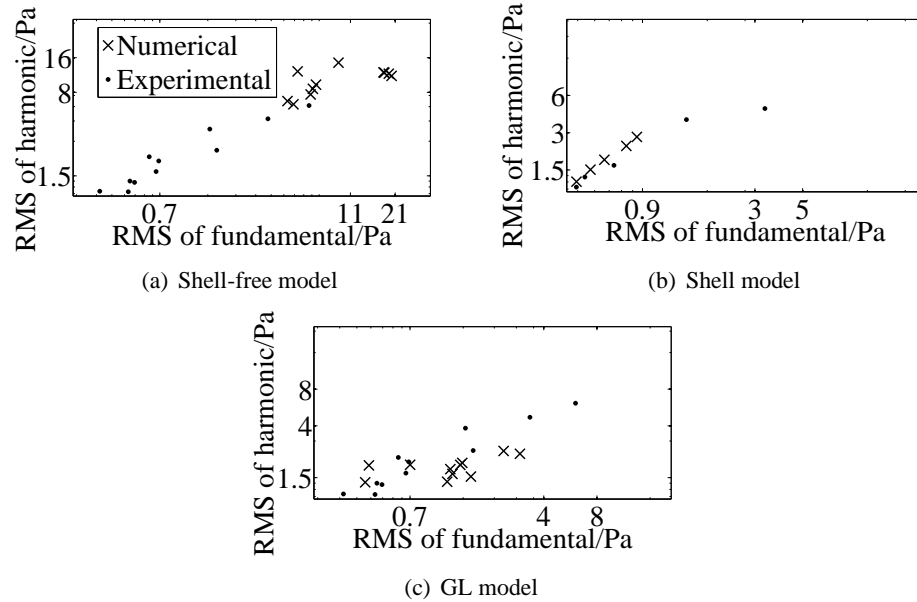 RMS of harmonic/Pa
16
8
1.5
× Numerical
• Experimental
0.7 11 21
RMS of fundamental/Pa
(a) Shell-free model
RMS of harmonic/Pa
6
3
1.5
0.9 3 5
RMS of fundamental/Pa
(b) Shell model
RMS of harmonic/Pa
8
4
1.5
0.7 4 8
RMS of fundamental/Pa
(c) GL model